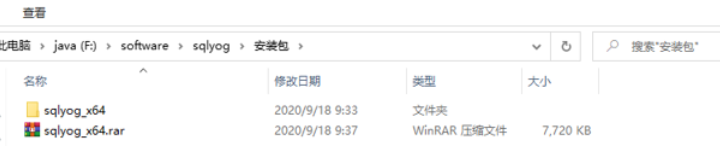 查看
此电脑 › java (F:) › software › sqlyog › 安装包 ›
搜索"安装包"
名称 修改日期 类型 大小
sqlyog_x64 2020/9/18 9:33 文件夹
sqlyog_x64.rar 2020/9/18 9:37 WinRAR 压缩文件 7,720 KB